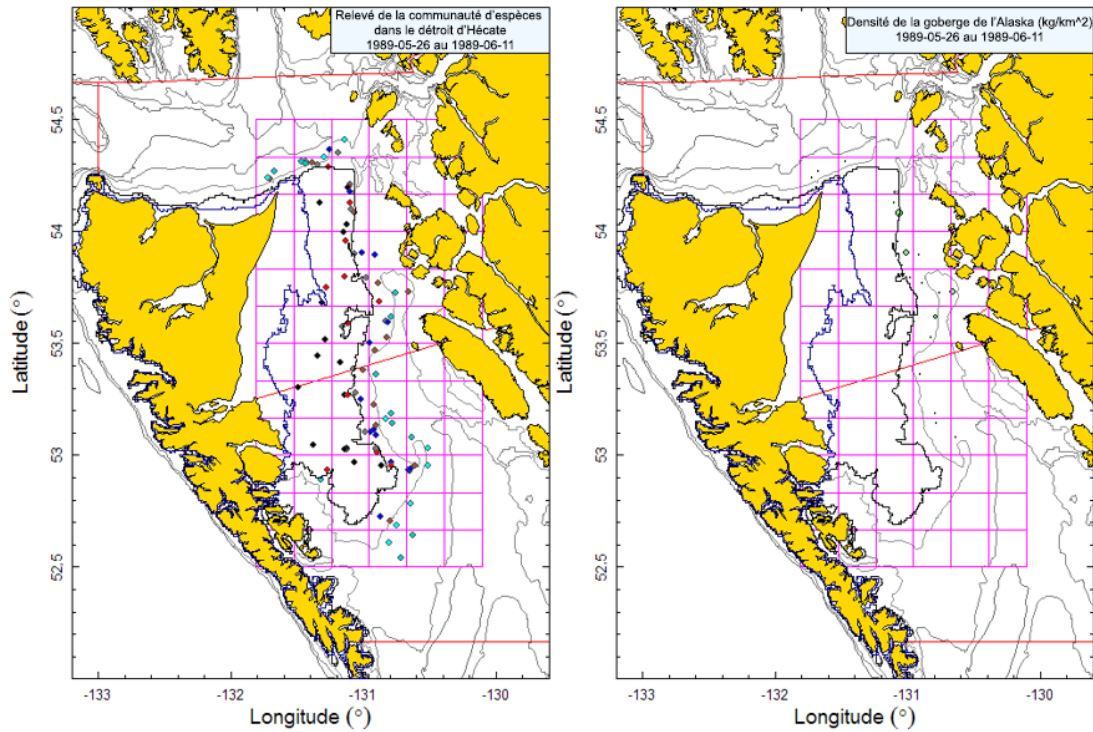 Relevé de la communauté d'espèces
dans le détroit d'Hécate
1989-05-26 au 1989-06-11
Latitude (°)
54.5
54
53.5
53
52.5
-133
-132
-131
-130
Longitude (°)
Densité de la goberge de l'Alaska (kg/km^2)
1989-05-26 au 1989-06-11
Latitude (°)
54.5
54
53.5
53
52.5
-133
-132
-131
-130
Longitude (°)